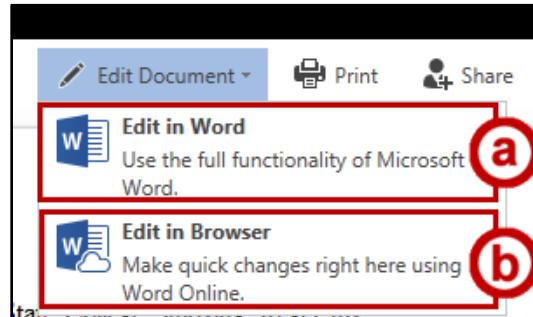 Edit Document Print Share
Edit in Word
W Use the full functionality of Microsoft a
Word.
Edit in Browser
W Make quick changes right here using b
Word Online.